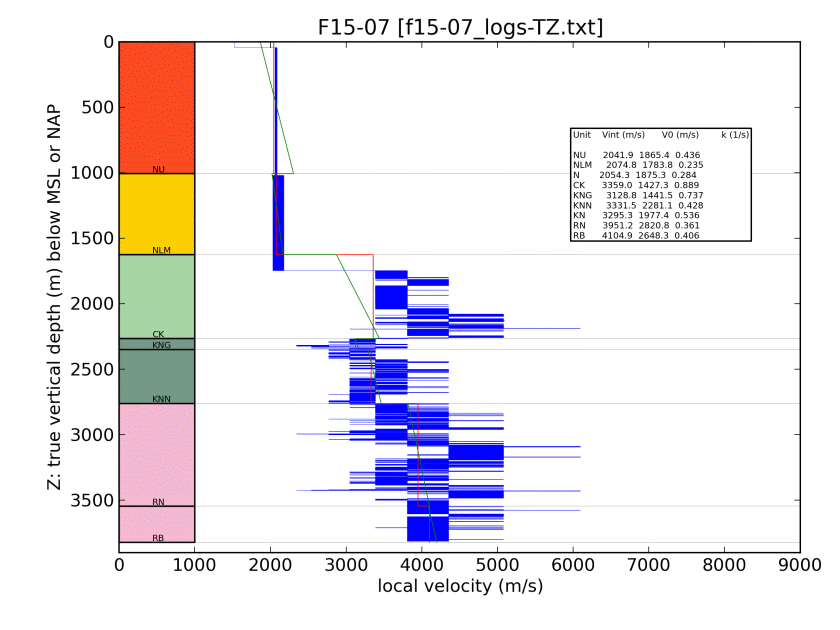 F15-07 [f15-07_logs-TZ.txt]
Z: true vertical depth (m) below MSL or NAP
0
500
1000
1500
2000
2500
3000
3500
NU
NLM
CK
KNG
KNN
RN
RB
Unit Vint (m/s) V0 (m/s) k (1/s)
NU 2041.9 1865.4 0.436
NLM 2074.8 1783.8 0.235
N 2054.3 1875.3 0.284
CK 3359.0 1427.3 0.889
KNG 3128.8 1441.5 0.737
KNN 3331.5 2281.1 0.428
KN 3295.3 1977.4 0.536
RN 3951.2 2820.8 0.361
RB 4104.9 2648.3 0.406
0 1000 2000 3000 4000 5000 6000 7000 8000 9000
local velocity (m/s)